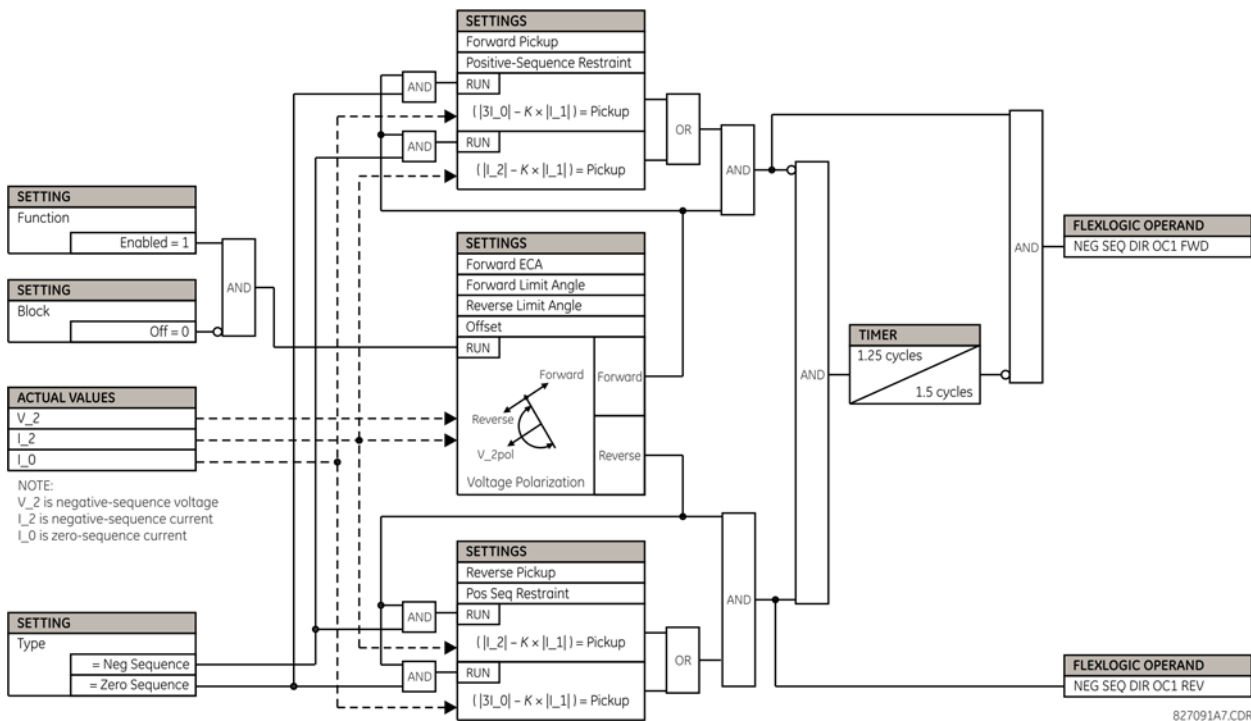 SETTING
Function
Enabled = 1
SETTING
Block
Off = 0
AND
ACTUAL VALUES
V_2
I_2
I_0
NOTE:
V_2 is negative-sequence voltage
I_2 is negative-sequence current
I_0 is zero-sequence current
SETTING
Type
= Neg Sequence
= Zero Sequence
AND
AND
SETTINGS
Forward Pickup
Positive-Sequence Restraint
RUN
( |3I_0| – K × |I_1| ) = Pickup
RUN
( |I_2| – K × |I_1| ) = Pickup
OR
AND
SETTINGS
Forward ECA
Forward Limit Angle
Reverse Limit Angle
Offset
RUN
Forward
Reverse
V_2pol
Voltage Polarization
Forward
Reverse
AND
AND
SETTINGS
Reverse Pickup
Pos Seq Restraint
RUN
( |I_2| – K × |I_1| ) = Pickup
RUN
( |3I_0| – K × |I_1| ) = Pickup
OR
AND
AND
TIMER
1.25 cycles
1.5 cycles
AND
FLEXLOGIC OPERAND
NEG SEQ DIR OC1 FWD
FLEXLOGIC OPERAND
NEG SEQ DIR OC1 REV
827091A7.CDR